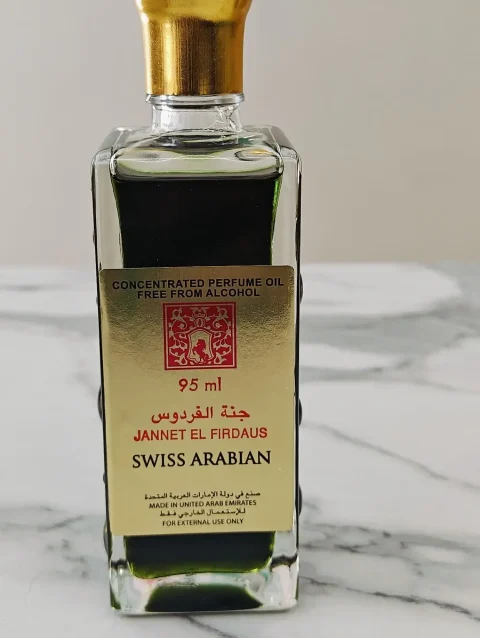 CONCENTRATED PERFUME OIL
FREE FROM ALCOHOL
95 ml
جنة الفردوس
JANNET EL FIRDAUS
SWISS ARABIAN
صنع في دولة الإمارات العربية المتحدة
MADE IN UNITED ARAB EMIRATES
للإستعمال الخارجي فقط
FOR EXTERNAL USE ONLY